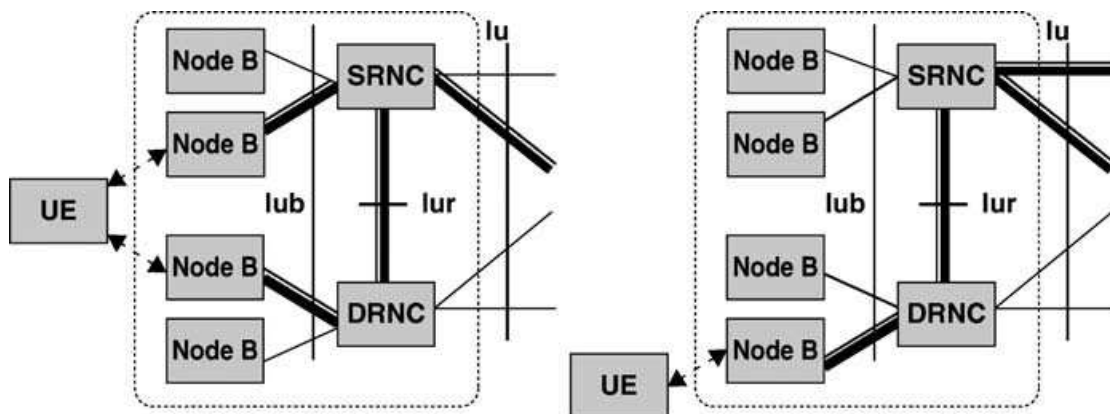 Iu
Node B
SRNC
Node B
UE
Iub
Iur
Node B
DRNC
Node B
Iu
Node B
SRNC
Node B
Iub
Iur
Node B
DRNC
Node B
UE